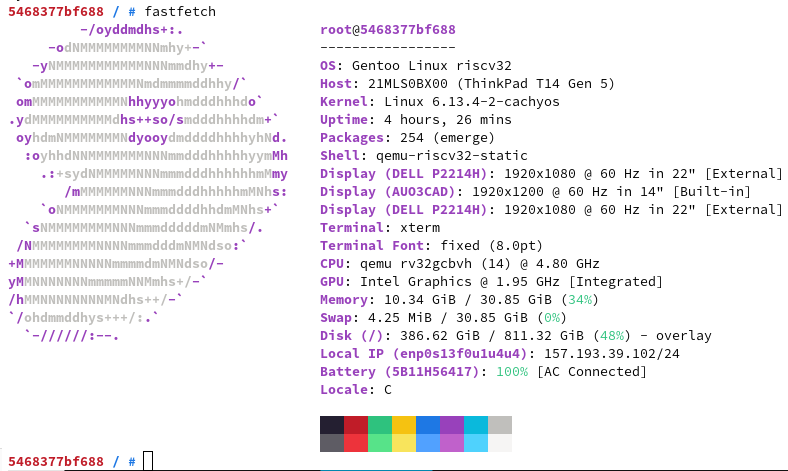 5468377bf688 / # fastfetch
-/oyddmdhs+:.
-odNMMMMMMMMNNmhy+-`
-yNMMMMMMMMMMMNNNmmdhy+-
`omMMMMMMMMMMMMNmdmmmmddhhy/`
omMMMMMMMMMMMNhhyyyohmdddhhhdo`
.ydMMMMMMMMMMdhs++so/smdddhhhhdm+`
oyhdmNMMMMMMMNdyooydmddddhhhhyhNd.
:oyhhdNNMMMMMMMNNNmmdddhhhhhyymMh
.:+sydNMMMMMNNNmmmdddhhhhhhmMmy
/mMMMMMMNNNmmmdddhhhhhmMNhs:
`oNMMMMMMMNNNmmmddddhhdmMNhs+`
`sNMMMMMMMMNNNmmmdddddmNMmhs/.
/NMMMMMMMMNNNNmmmdddmNMNdso:`
+MMMMMMMNNNNNmmmmdmNMNdso/-
yMMNNNNNNNmmmmmNNMmhs+/-`
/hMMNNNNNNNNMNdhs++/-`
`/ohdmmddhys+++/:.`
`-//////:--.
root@5468377bf688
-----------------
OS: Gentoo Linux riscv32
Host: 21MLS0BX00 (ThinkPad T14 Gen 5)
Kernel: Linux 6.13.4-2-cachyos
Uptime: 4 hours, 26 mins
Packages: 254 (emerge)
Shell: qemu-riscv32-static
Display (DELL P2214H): 1920x1080 @ 60 Hz in 22" [External]
Display (AUO3CAD): 1920x1200 @ 60 Hz in 14" [Built-in]
Display (DELL P2214H): 1920x1080 @ 60 Hz in 22" [External]
Terminal: xterm
Terminal Font: fixed (8.0pt)
CPU: qemu rv32gcbvh (14) @ 4.80 GHz
GPU: Intel Graphics @ 1.95 GHz [Integrated]
Memory: 10.34 GiB / 30.85 GiB (34%)
Swap: 4.25 MiB / 30.85 GiB (0%)
Disk (/): 386.62 GiB / 811.32 GiB (48%) - overlay
Local IP (enp0s13f0u1u4u4): 157.193.39.102/24
Battery (5B11H56417): 100% [AC Connected]
Locale: C
5468377bf688 / #